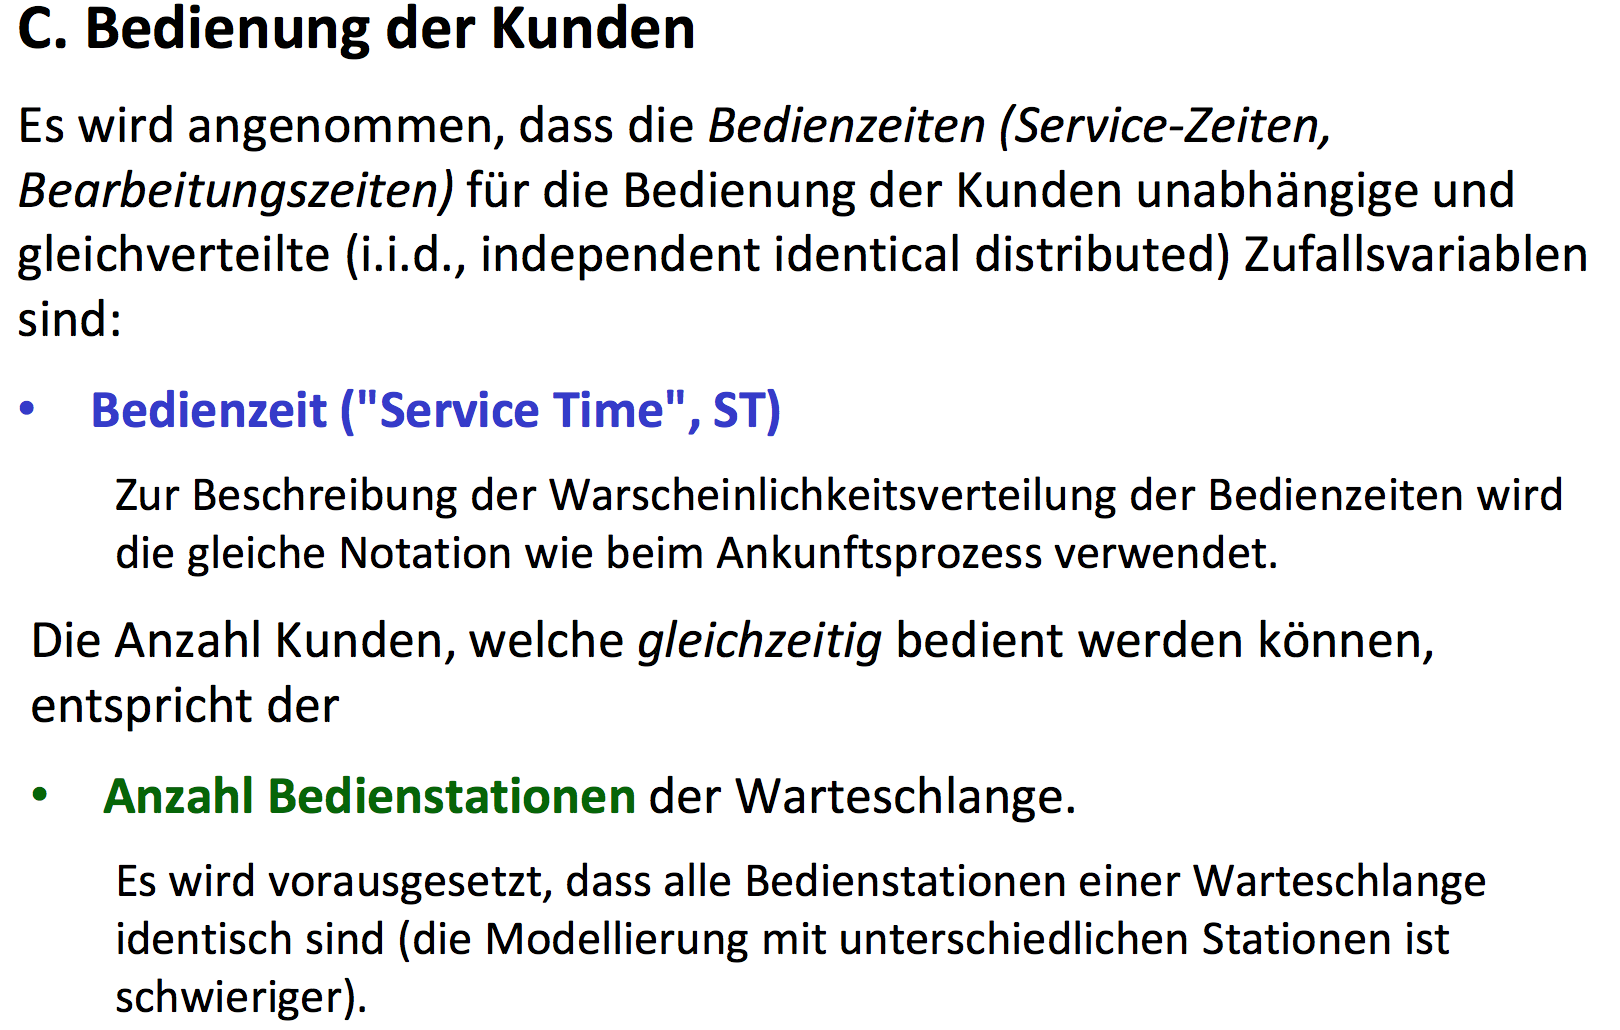 C. Bedienung der Kunden
Es wird angenommen, dass die Bedienzeiten (Service-Zeiten,
Bearbeitungszeiten) für die Bedienung der Kunden unabhängige und
gleichverteilte (i.i.d., independent identical distributed) Zufallsvariablen
sind:
• Bedienzeit ("Service Time", ST)
Zur Beschreibung der Warscheinlichkeitsverteilung der Bedienzeiten wird
die gleiche Notation wie beim Ankunftsprozess verwendet.
Die Anzahl Kunden, welche gleichzeitig bedient werden können,
entspricht der
• Anzahl Bedienstationen der Warteschlange.
Es wird vorausgesetzt, dass alle Bedienstationen einer Warteschlange
identisch sind (die Modellierung mit unterschiedlichen Stationen ist
schwieriger).